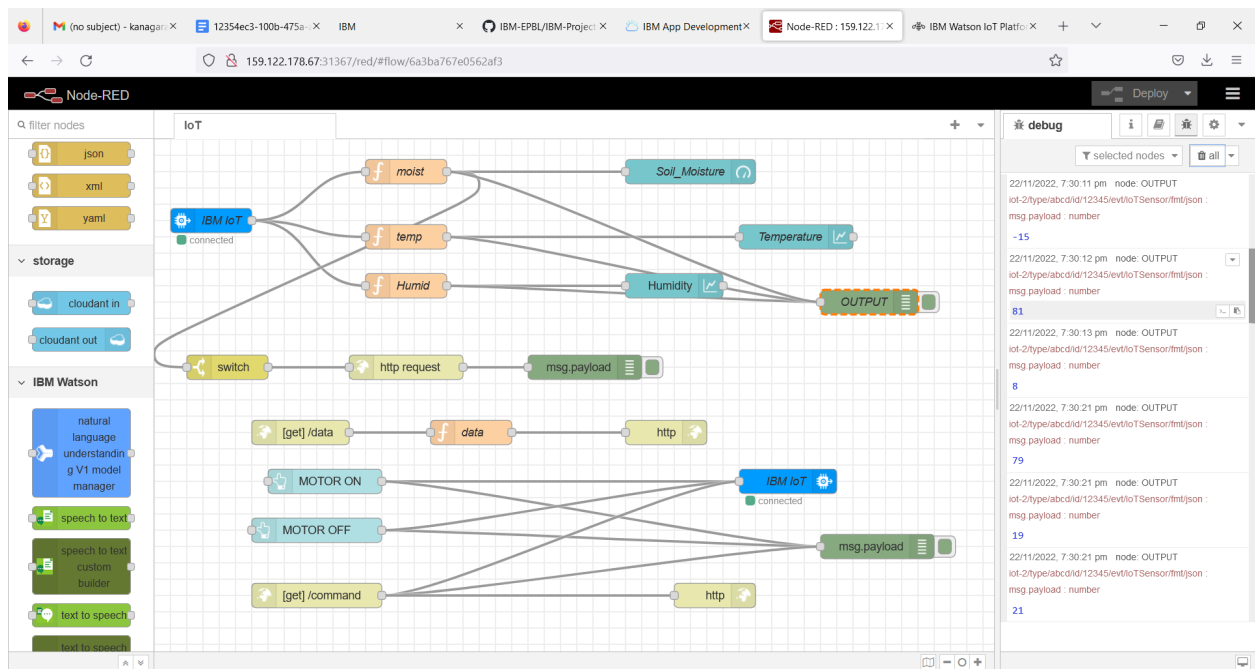 (no subject) - kanagara
12354ec3-100b-475a-
IBM
IBM-EPBL/IBM-Project
IBM App Development
Node-RED : 159.122.1
IBM Watson IoT Platfo
159.122.178.67:31367/red/#flow/6a3ba767e0562af3
Node-RED
Deploy
filter nodes
IoT
debug
i
selected nodes
all
json
xml
yaml
storage
cloudant in
cloudant out
IBM Watson
natural
language
understandin
g V1 model
manager
speech to text
speech to text
custom
builder
text to speech
text to speech
moist
Soil_Moisture
IBM IoT
connected
temp
Temperature
Humid
Humidity
OUTPUT
switch
http request
msg.payload
[get] /data
data
http
MOTOR ON
IBM IoT
connected
MOTOR OFF
msg.payload
[get] /command
http
22/11/2022, 7:30:11 pm node: OUTPUT
iot-2/type/abcd/id/12345/evt/IoTSensor/fmt/json :
msg.payload : number
-15
22/11/2022, 7:30:12 pm node: OUTPUT
iot-2/type/abcd/id/12345/evt/IoTSensor/fmt/json :
msg.payload : number
81
22/11/2022, 7:30:13 pm node: OUTPUT
iot-2/type/abcd/id/12345/evt/IoTSensor/fmt/json :
msg.payload : number
8
22/11/2022, 7:30:21 pm node: OUTPUT
iot-2/type/abcd/id/12345/evt/IoTSensor/fmt/json :
msg.payload : number
79
22/11/2022, 7:30:21 pm node: OUTPUT
iot-2/type/abcd/id/12345/evt/IoTSensor/fmt/json :
msg.payload : number
19
22/11/2022, 7:30:21 pm node: OUTPUT
iot-2/type/abcd/id/12345/evt/IoTSensor/fmt/json :
msg.payload : number
21